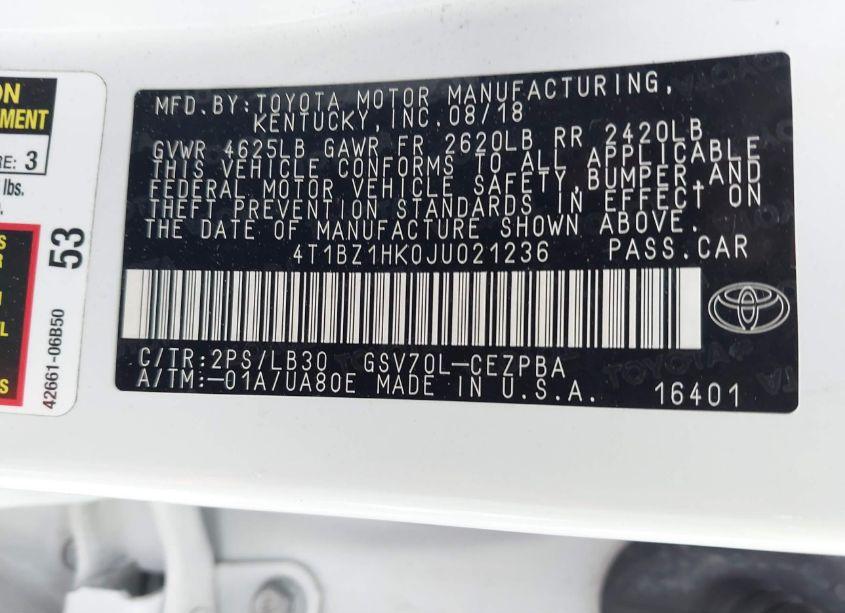 ON
MENT
RE: 3
lbs.
S
R
L
S
53
42661-06B50
MFD.BY:TOYOTA MOTOR MANUFACTURING,
KENTUCKY,INC.08/18
GVWR 4625LB GAWR FR 2620LB RR 2420LB
THIS VEHICLE CONFORMS TO ALL APPLICABLE
FEDERAL MOTOR VEHICLE SAFETY,BUMPER,AND
THEFT PREVENTION STANDARDS IN EFFECT ON
THE DATE OF MANUFACTURE SHOWN ABOVE.
4T1BZ1HK0JU021236 PASS.CAR
C/TR:2PS/LB30 GSV70L-CEZPBA
A/TM:-01A/UA80E MADE IN U.S.A. 16401